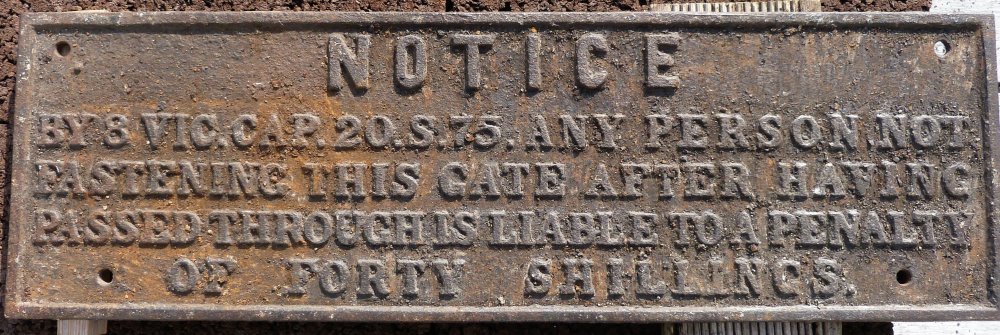 NOTICE
BY 8 VIC. CAP. 20. S. 75. ANY PERSON NOT
FASTENING THIS GATE AFTER HAVING
PASSED THROUGH IS LIABLE TO A PENALTY
OF FORTY SHILLINGS.